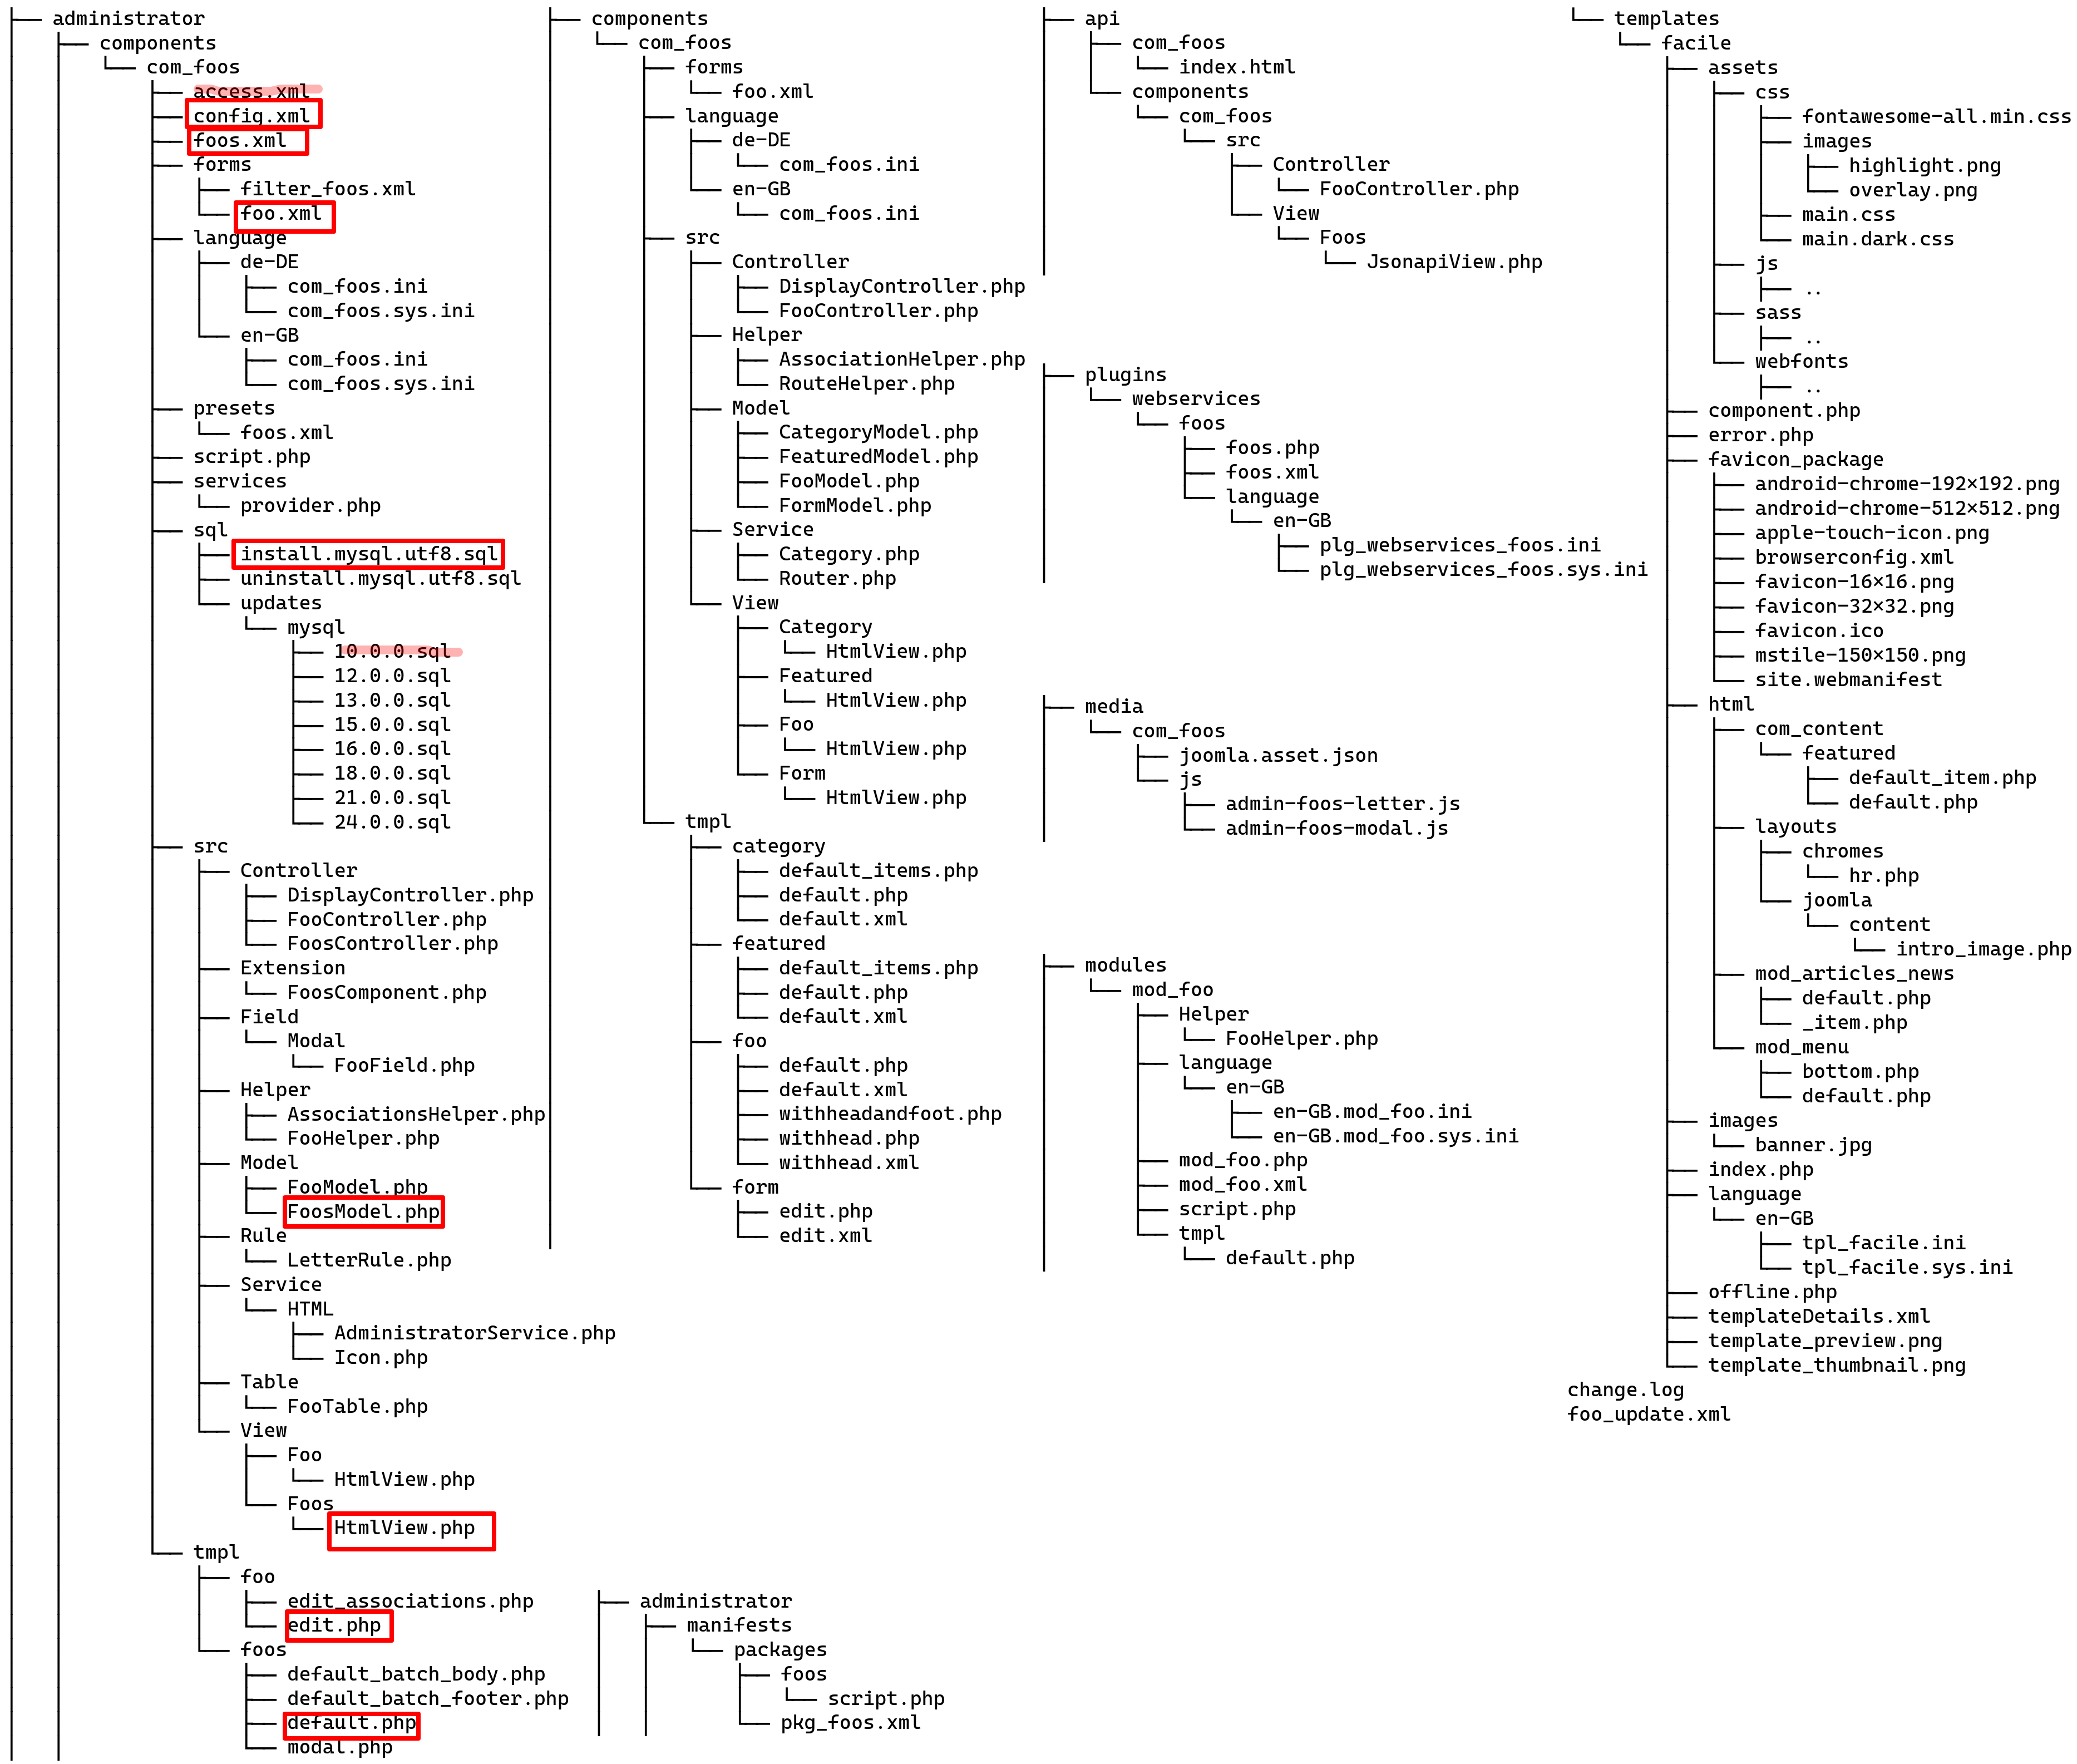 ├── administrator
│   ├── components
│   │   └── com_foos
│   │       ├── access.xml
│   │       ├── config.xml
│   │       ├── foos.xml
│   │       ├── forms
│   │       │   ├── filter_foos.xml
│   │       │   └── foo.xml
│   │       ├── language
│   │       │   ├── de-DE
│   │       │   │   ├── com_foos.ini
│   │       │   │   └── com_foos.sys.ini
│   │       │   └── en-GB
│   │       │       ├── com_foos.ini
│   │       │       └── com_foos.sys.ini
│   │       ├── presets
│   │       │   └── foos.xml
│   │       ├── script.php
│   │       ├── services
│   │       │   └── provider.php
│   │       ├── sql
│   │       │   ├── install.mysql.utf8.sql
│   │       │   ├── uninstall.mysql.utf8.sql
│   │       │   └── updates
│   │       │       └── mysql
│   │       │           ├── 10.0.0.sql
│   │       │           ├── 12.0.0.sql
│   │       │           ├── 13.0.0.sql
│   │       │           ├── 15.0.0.sql
│   │       │           ├── 16.0.0.sql
│   │       │           ├── 18.0.0.sql
│   │       │           ├── 21.0.0.sql
│   │       │           └── 24.0.0.sql
│   │       ├── src
│   │       │   ├── Controller
│   │       │   │   ├── DisplayController.php
│   │       │   │   ├── FooController.php
│   │       │   │   └── FoosController.php
│   │       │   ├── Extension
│   │       │   │   └── FoosComponent.php
│   │       │   ├── Field
│   │       │   │   └── Modal
│   │       │   │       └── FooField.php
│   │       │   ├── Helper
│   │       │   │   ├── AssociationsHelper.php
│   │       │   │   └── FooHelper.php
│   │       │   ├── Model
│   │       │   │   ├── FooModel.php
│   │       │   │   └── FoosModel.php
│   │       │   ├── Rule
│   │       │   │   └── LetterRule.php
│   │       │   ├── Service
│   │       │   │   └── HTML
│   │       │   │       ├── AdministratorService.php
│   │       │   │       └── Icon.php
│   │       │   ├── Table
│   │       │   │   └── FooTable.php
│   │       │   └── View
│   │       │       ├── Foo
│   │       │       │   └── HtmlView.php
│   │       │       └── Foos
│   │       │           └── HtmlView.php
│   │       └── tmpl
│   │           ├── foo
│   │           │   ├── edit_associations.php
│   │           │   └── edit.php
│   │           └── foos
│   │               ├── default_batch_body.php
│   │               ├── default_batch_footer.php
│   │               ├── default.php
│   │               └── modal.php
├── administrator
│   ├── manifests
│   │   └── packages
│   │       ├── foos
│   │       │   └── script.php
│   │       └── pkg_foos.xml
├── components
│   └── com_foos
│       ├── forms
│       │   └── foo.xml
│       ├── language
│       │   ├── de-DE
│       │   │   └── com_foos.ini
│       │   └── en-GB
│       │       └── com_foos.ini
│       ├── src
│       │   ├── Controller
│       │   │   ├── DisplayController.php
│       │   │   └── FooController.php
│       │   ├── Helper
│       │   │   ├── AssociationHelper.php
│       │   │   └── RouteHelper.php
│       │   ├── Model
│       │   │   ├── CategoryModel.php
│       │   │   ├── FeaturedModel.php
│       │   │   ├── FooModel.php
│       │   │   └── FormModel.php
│       │   ├── Service
│       │   │   ├── Category.php
│       │   │   └── Router.php
│       │   └── View
│       │       ├── Category
│       │       │   └── HtmlView.php
│       │       ├── Featured
│       │       │   └── HtmlView.php
│       │       ├── Foo
│       │       │   └── HtmlView.php
│       │       └── Form
│       │           └── HtmlView.php
│       └── tmpl
│           ├── category
│           │   ├── default_items.php
│           │   ├── default.php
│           │   └── default.xml
│           ├── featured
│           │   ├── default_items.php
│           │   ├── default.php
│           │   └── default.xml
│           ├── foo
│           │   ├── default.php
│           │   ├── default.xml
│           │   ├── withheadandfoot.php
│           │   ├── withhead.php
│           │   └── withhead.xml
│           └── form
│               ├── edit.php
│               └── edit.xml
├── api
│   ├── com_foos
│   │   └── index.html
│   └── components
│       └── com_foos
│           └── src
│               ├── Controller
│               │   └── FooController.php
│               └── View
│                   └── Foos
│                       └── JsonapiView.php
├── plugins
│   └── webservices
│       └── foos
│           ├── foos.php
│           ├── foos.xml
│           └── language
│               └── en-GB
│                   ├── plg_webservices_foos.ini
│                   └── plg_webservices_foos.sys.ini
├── media
│   └── com_foos
│       ├── joomla.asset.json
│       └── js
│           ├── admin-foos-letter.js
│           └── admin-foos-modal.js
├── modules
│   └── mod_foo
│       ├── Helper
│       │   └── FooHelper.php
│       ├── language
│       │   └── en-GB
│       │       ├── en-GB.mod_foo.ini
│       │       └── en-GB.mod_foo.sys.ini
│       ├── mod_foo.php
│       ├── mod_foo.xml
│       ├── script.php
│       └── tmpl
│           └── default.php
└── templates
    └── facile
        ├── assets
        │   ├── css
        │   │   ├── fontawesome-all.min.css
        │   │   ├── images
        │   │   │   ├── highlight.png
        │   │   │   └── overlay.png
        │   │   ├── main.css
        │   │   └── main.dark.css
        │   ├── js
        │   │   ├── ..
        │   ├── sass
        │   │   ├── ..
        │   └── webfonts
        │       ├── ..
        ├── component.php
        ├── error.php
        ├── favicon_package
        │   ├── android-chrome-192×192.png
        │   ├── android-chrome-512×512.png
        │   ├── apple-touch-icon.png
        │   ├── browserconfig.xml
        │   ├── favicon-16×16.png
        │   ├── favicon-32×32.png
        │   ├── favicon.ico
        │   ├── mstile-150×150.png
        │   └── site.webmanifest
        ├── html
        │   ├── com_content
        │   │   └── featured
        │   │       ├── default_item.php
        │   │       └── default.php
        │   ├── layouts
        │   │   ├── chromes
        │   │   │   └── hr.php
        │   │   └── joomla
        │   │       └── content
        │   │           └── intro_image.php
        │   ├── mod_articles_news
        │   │   ├── default.php
        │   │   └── _item.php
        │   └── mod_menu
        │       ├── bottom.php
        │       └── default.php
        ├── images
        │   └── banner.jpg
        ├── index.php
        ├── language
        │   └── en-GB
        │       ├── tpl_facile.ini
        │       └── tpl_facile.sys.ini
        ├── offline.php
        ├── templateDetails.xml
        ├── template_preview.png
        └── template_thumbnail.png
change.log
foo_update.xml